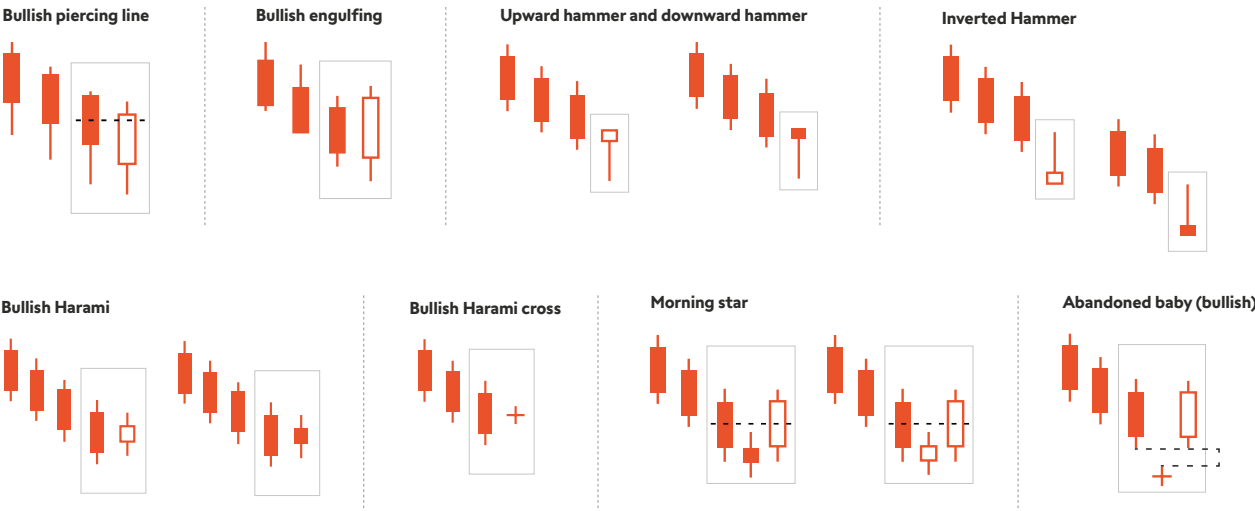 Bullish piercing line
Bullish engulfing
Upward hammer and downward hammer
Inverted Hammer
Bullish Harami
Bullish Harami cross
Morning star
Abandoned baby (bullish)